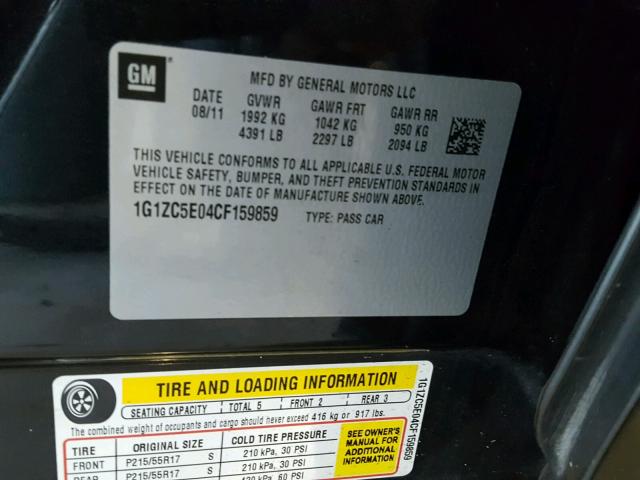 GM
MFD BY GENERAL MOTORS LLC
DATE GVWR GAWR FRT GAWR RR
08/11 1992 KG 1042 KG 950 KG
4391 LB 2297 LB 2094 LB
THIS VEHICLE CONFORMS TO ALL APPLICABLE U.S. FEDERAL MOTOR
VEHICLE SAFETY, BUMPER, AND THEFT PREVENTION STANDARDS IN
EFFECT ON THE DATE OF MANUFACTURE SHOWN ABOVE.
1G1ZC5E04CF159859 TYPE: PASS CAR
TIRE AND LOADING INFORMATION
SEATING CAPACITY TOTAL 5 FRONT 2 REAR 3
The combined weight of occupants and cargo should never exceed 416 kg or 917 lbs.
TIRE ORIGINAL SIZE COLD TIRE PRESSURE
FRONT P215/55R17 S 210 kPa, 30 PSI
REAR P215/55R17 S 210 kPa, 30 PSI
420 kPa, 60 PSI
SEE OWNER'S
MANUAL FOR
ADDITIONAL
INFORMATION
1G1ZC5E04CF159859